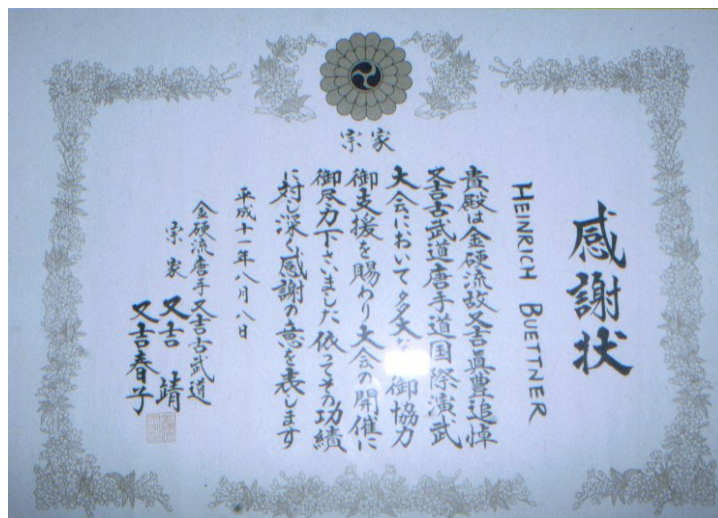 宗家
感謝状
HEINRICH BUETTNER
貴殿は金硬流故又吉眞豊追悼
又吉古武道唐手道国際演武
大会において多大な御協力
御支援を賜わり大会の開催に
御尽力下さいました依ってその功績
に対し深く感謝の意を表します
平成十一年八月八日
金硬流唐手又吉古武道
宗家 又吉 靖
又吉春子